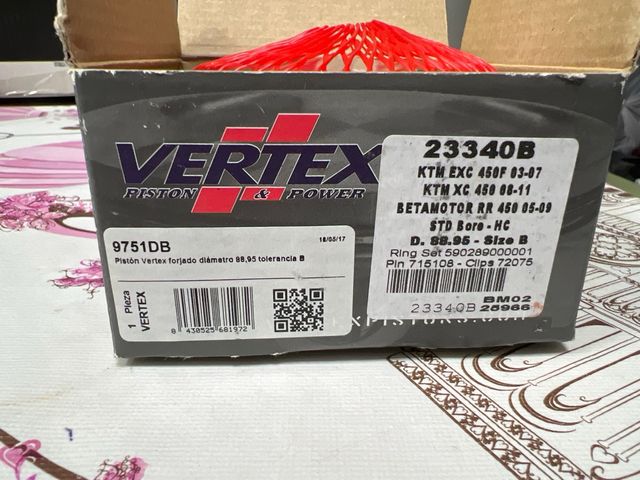 VERTEX
PISTON & POWER
9751DB
18/05/17
Pistón Vertex forjado diámetro 88,95 tolerancia B
1 Pieza
VERTEX
8 430525 681972
23340B
KTM EXC 450F 03-07
KTM XC 450 08-11
BETAMOTOR RR 450 05-09
STD Bore - HC
D. 88.95 - Size B
Ring Set 590289000001
Pin 715108 - Clips 72075
BM02
23340B 25966